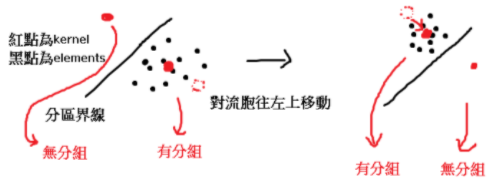 紅點為kernel
黑點為elements
分區界線
無分組
有分組
對流胞往左上移動
有分組
無分組